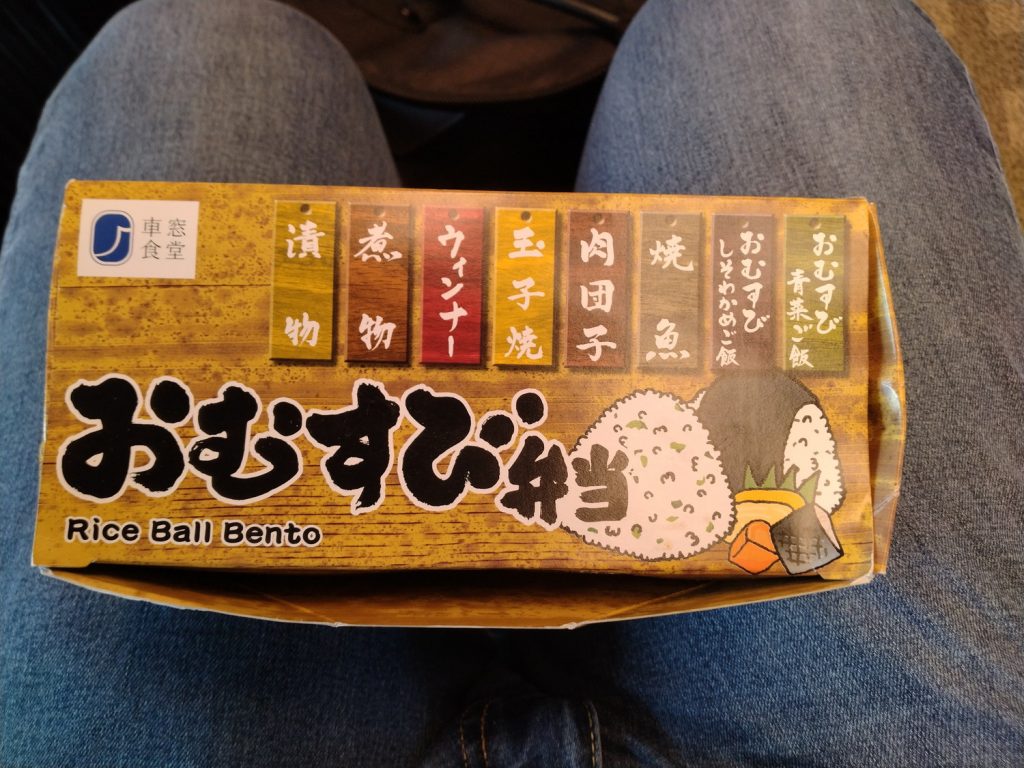 車窓
食堂
おむすび
青菜ご飯
おむすび
しそわかめご飯
焼魚
肉団子
玉子焼
ウィンナー
煮物
漬物
おむすび弁当
Rice Ball Bento